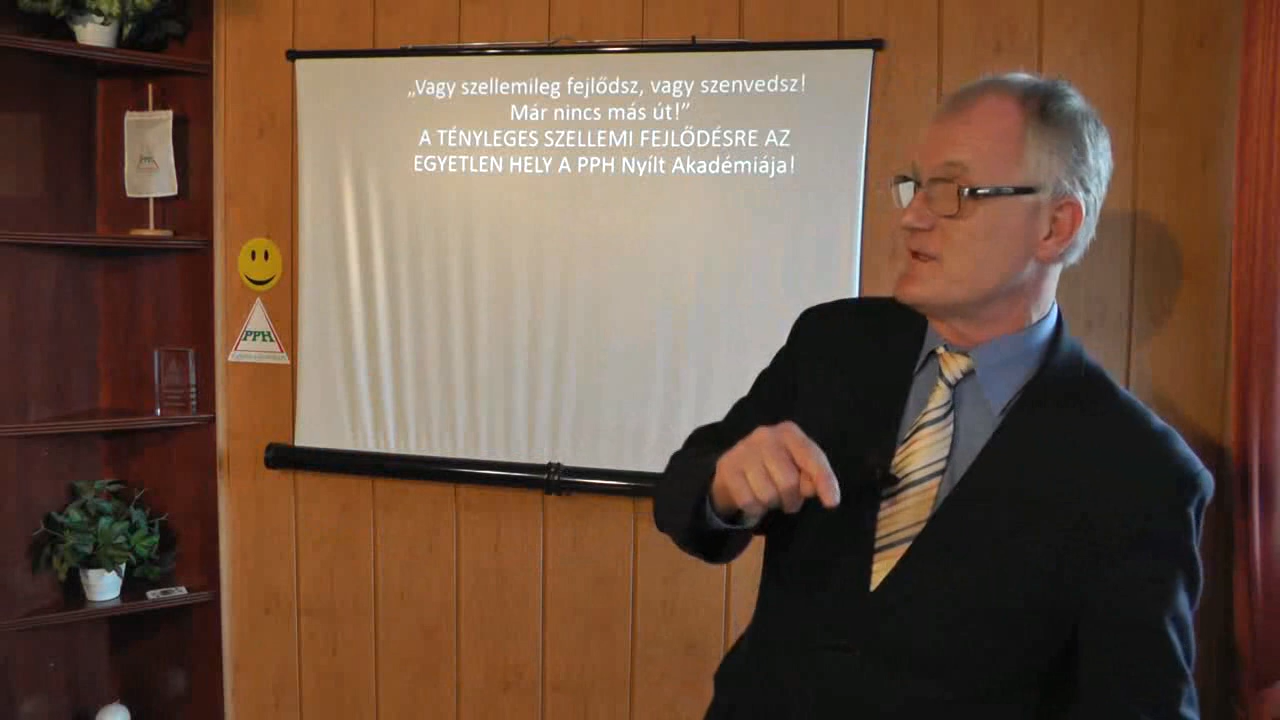 „Vagy szellemileg fejlődsz, vagy szenvedsz!
Már nincs más út!”
A TÉNYLEGES SZELLEMI FEJLŐDÉSRE AZ
EGYETLEN HELY A PPH Nyílt Akadémiája!
PPH
PPH